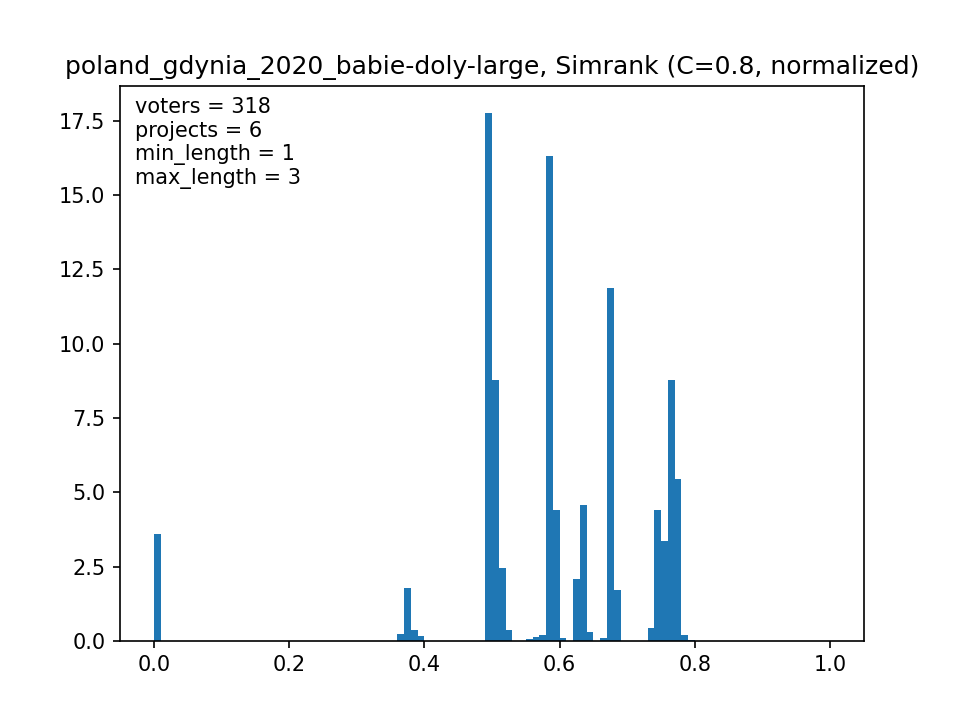 poland_gdynia_2020_babie-doly-large, Simrank (C=0.8, normalized)
voters = 318
projects = 6
min_length = 1
max_length = 3
17.5
15.0
12.5
10.0
7.5
5.0
2.5
0.0
0.0 0.2 0.4 0.6 0.8 1.0